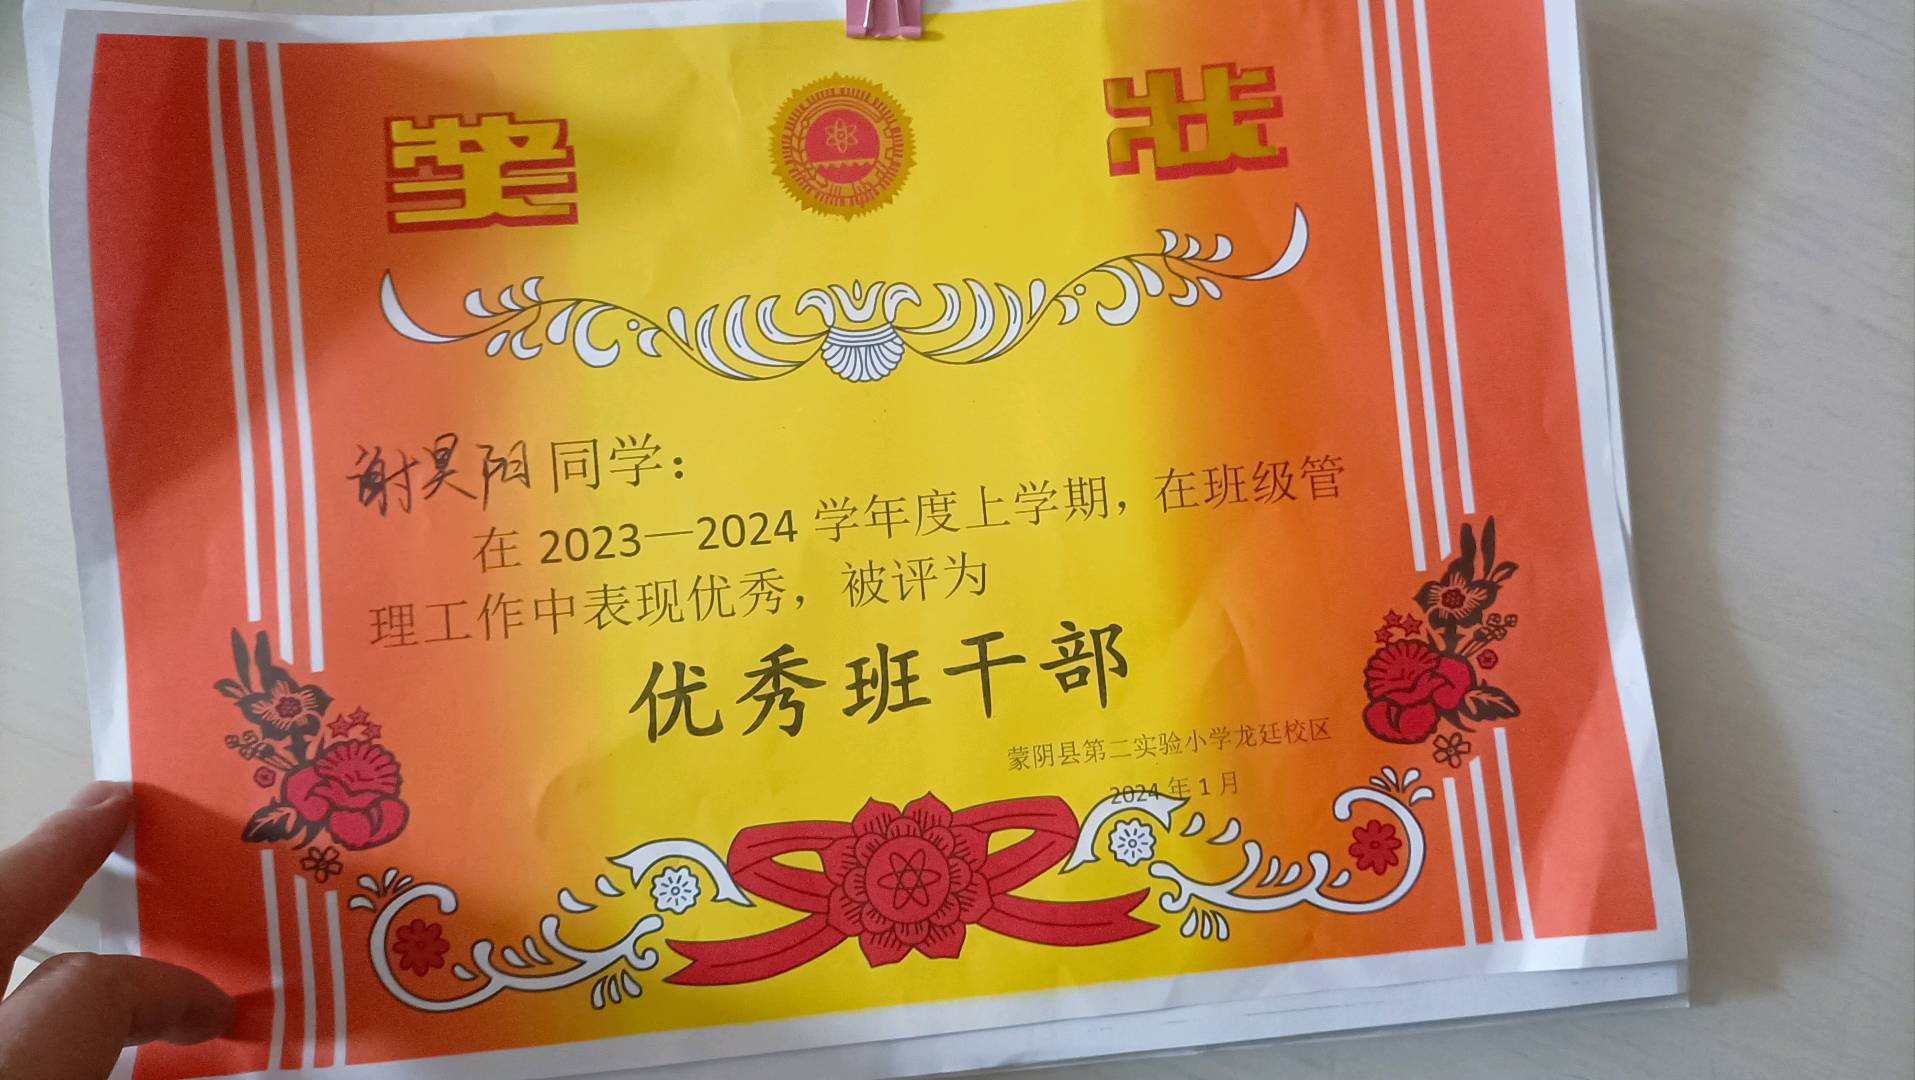 奖 状
谢昊阳 同学：
在 2023—2024 学年度上学期，在班级管
理工作中表现优秀，被评为
优秀班干部
蒙阴县第二实验小学龙廷校区
2024 年 1 月